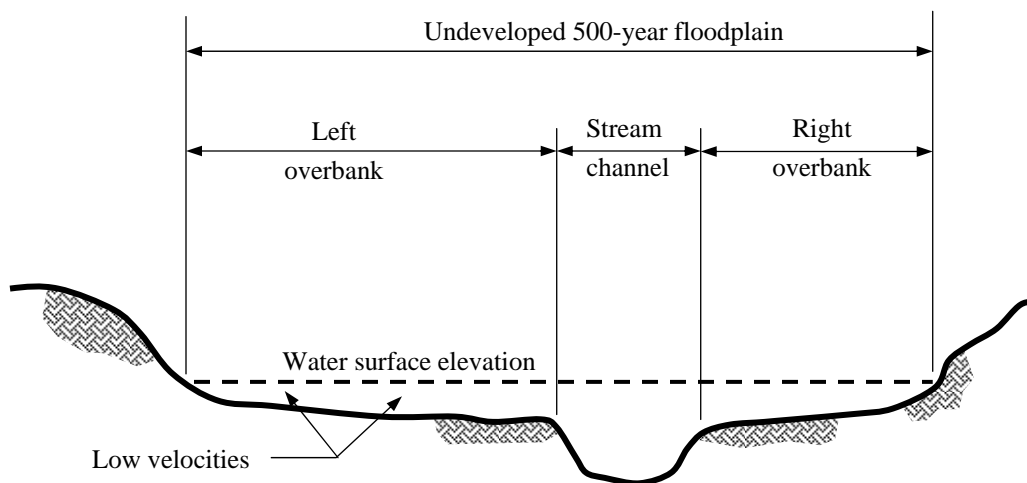 Undeveloped 500-year floodplain
Left
overbank
Stream
channel
Right
overbank
Water surface elevation
Low velocities